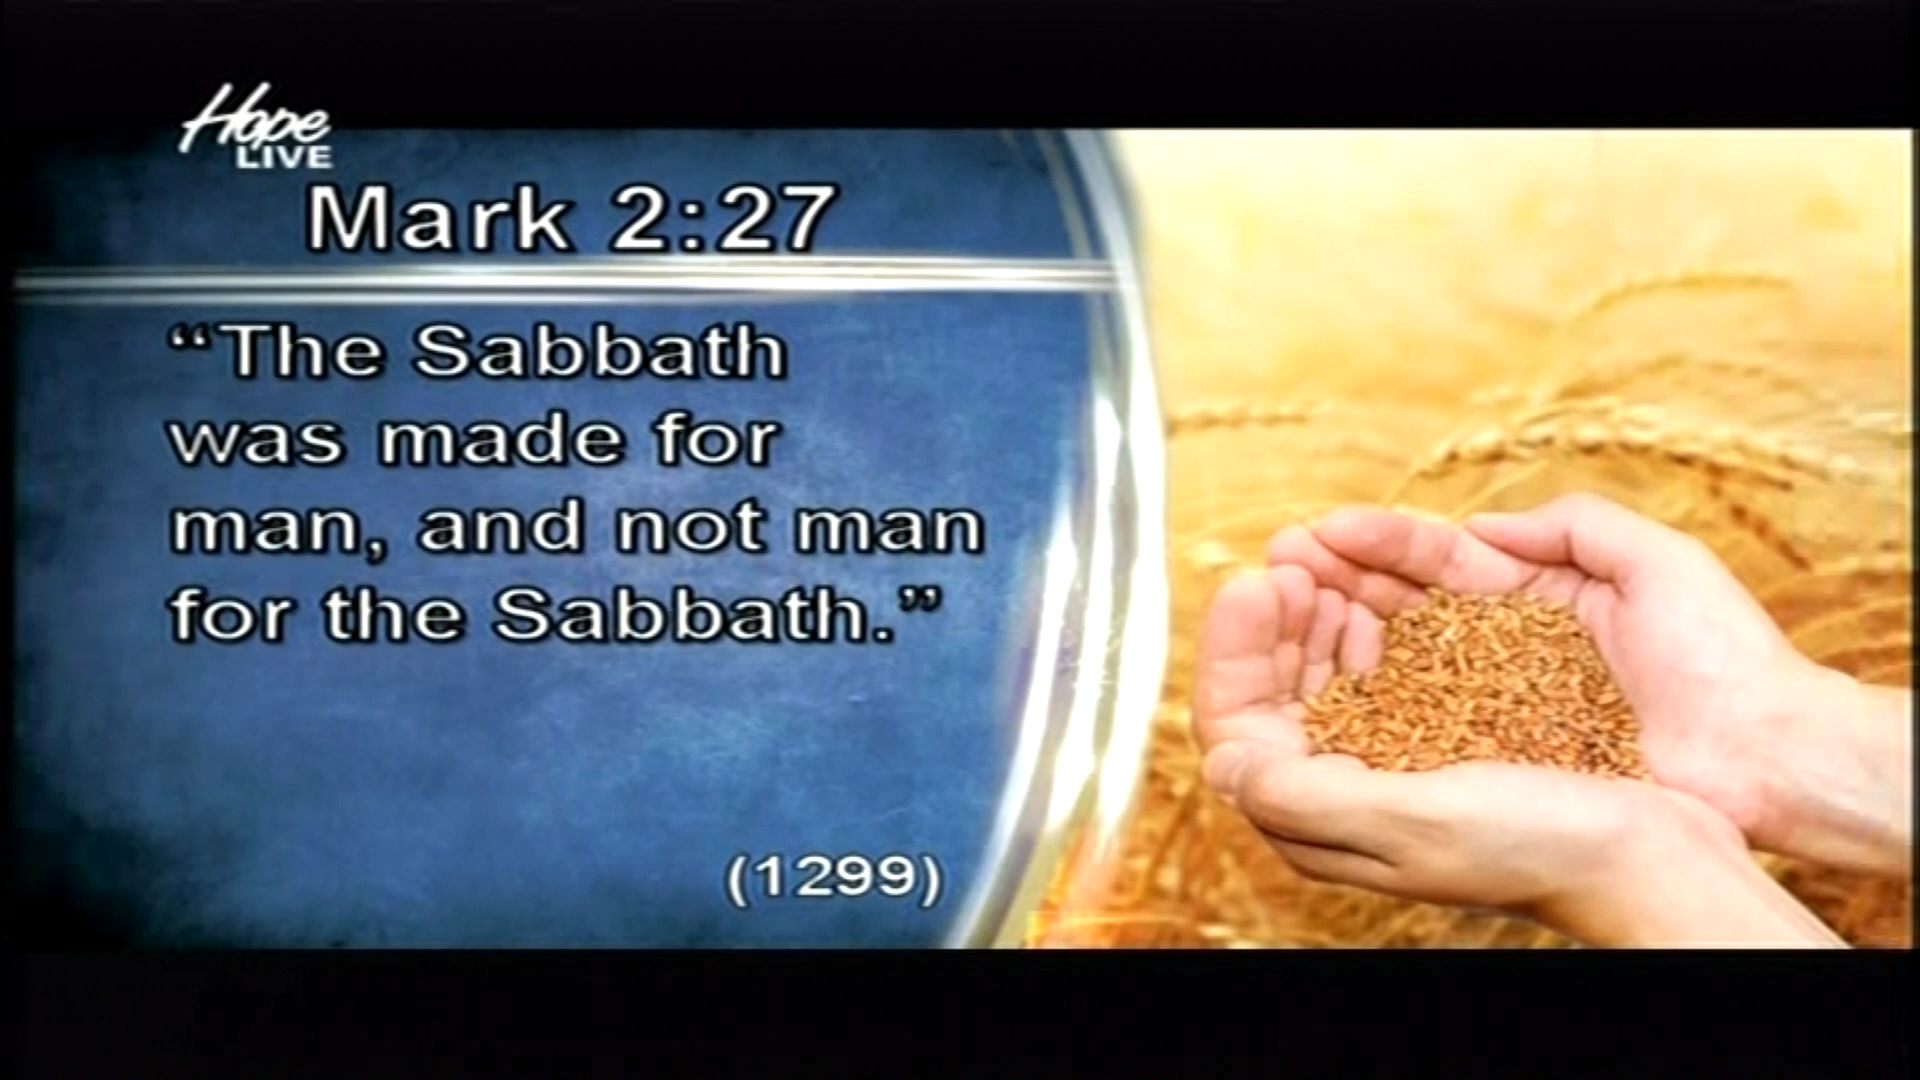 Hope
LIVE
Mark 2:27
“The Sabbath
was made for
man, and not man
for the Sabbath.”
(1299)